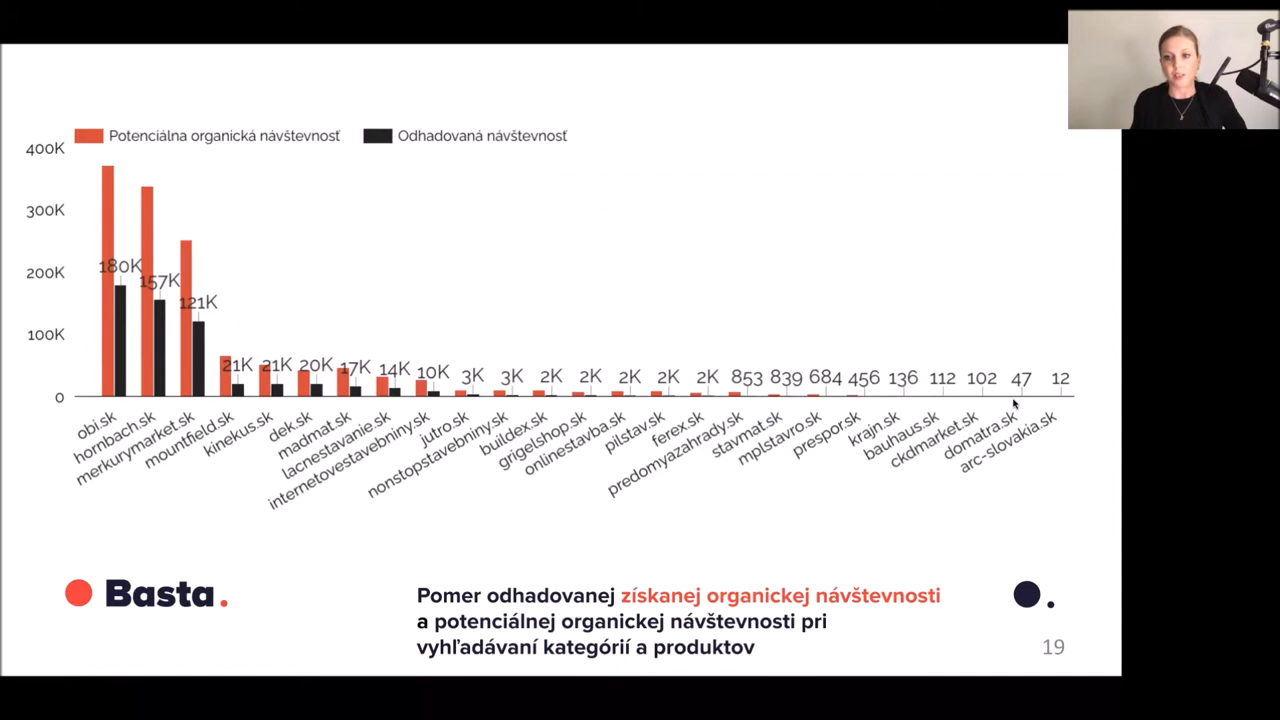 Potenciálna organická návštevnosť Odhadovaná návštevnosť
400K
300K
200K
100K
0
180K
157K
121K
21K
21K
20K
17K
14K
10K
3K
3K
2K
2K
2K
2K
2K
853
839
684
456
136
112
102
47
12
obi.sk
hornbach.sk
merkurymarket.sk
mountfield.sk
kinekus.sk
dek.sk
madmat.sk
lacnestavanie.sk
internetovestavebniny.sk
jutro.sk
nonstopstavebniny.sk
buildex.sk
grigelshop.sk
onlinestavba.sk
pilstav.sk
ferex.sk
predomyazahrady.sk
stavmat.sk
mplstavro.sk
prespor.sk
krajn.sk
bauhaus.sk
ckdmarket.sk
domatra.sk
arc-slovakia.sk
Basta.
Pomer odhadovanej získanej organickej návštevnosti
a potenciálnej organickej návštevnosti pri
vyhľadávaní kategórií a produktov
19